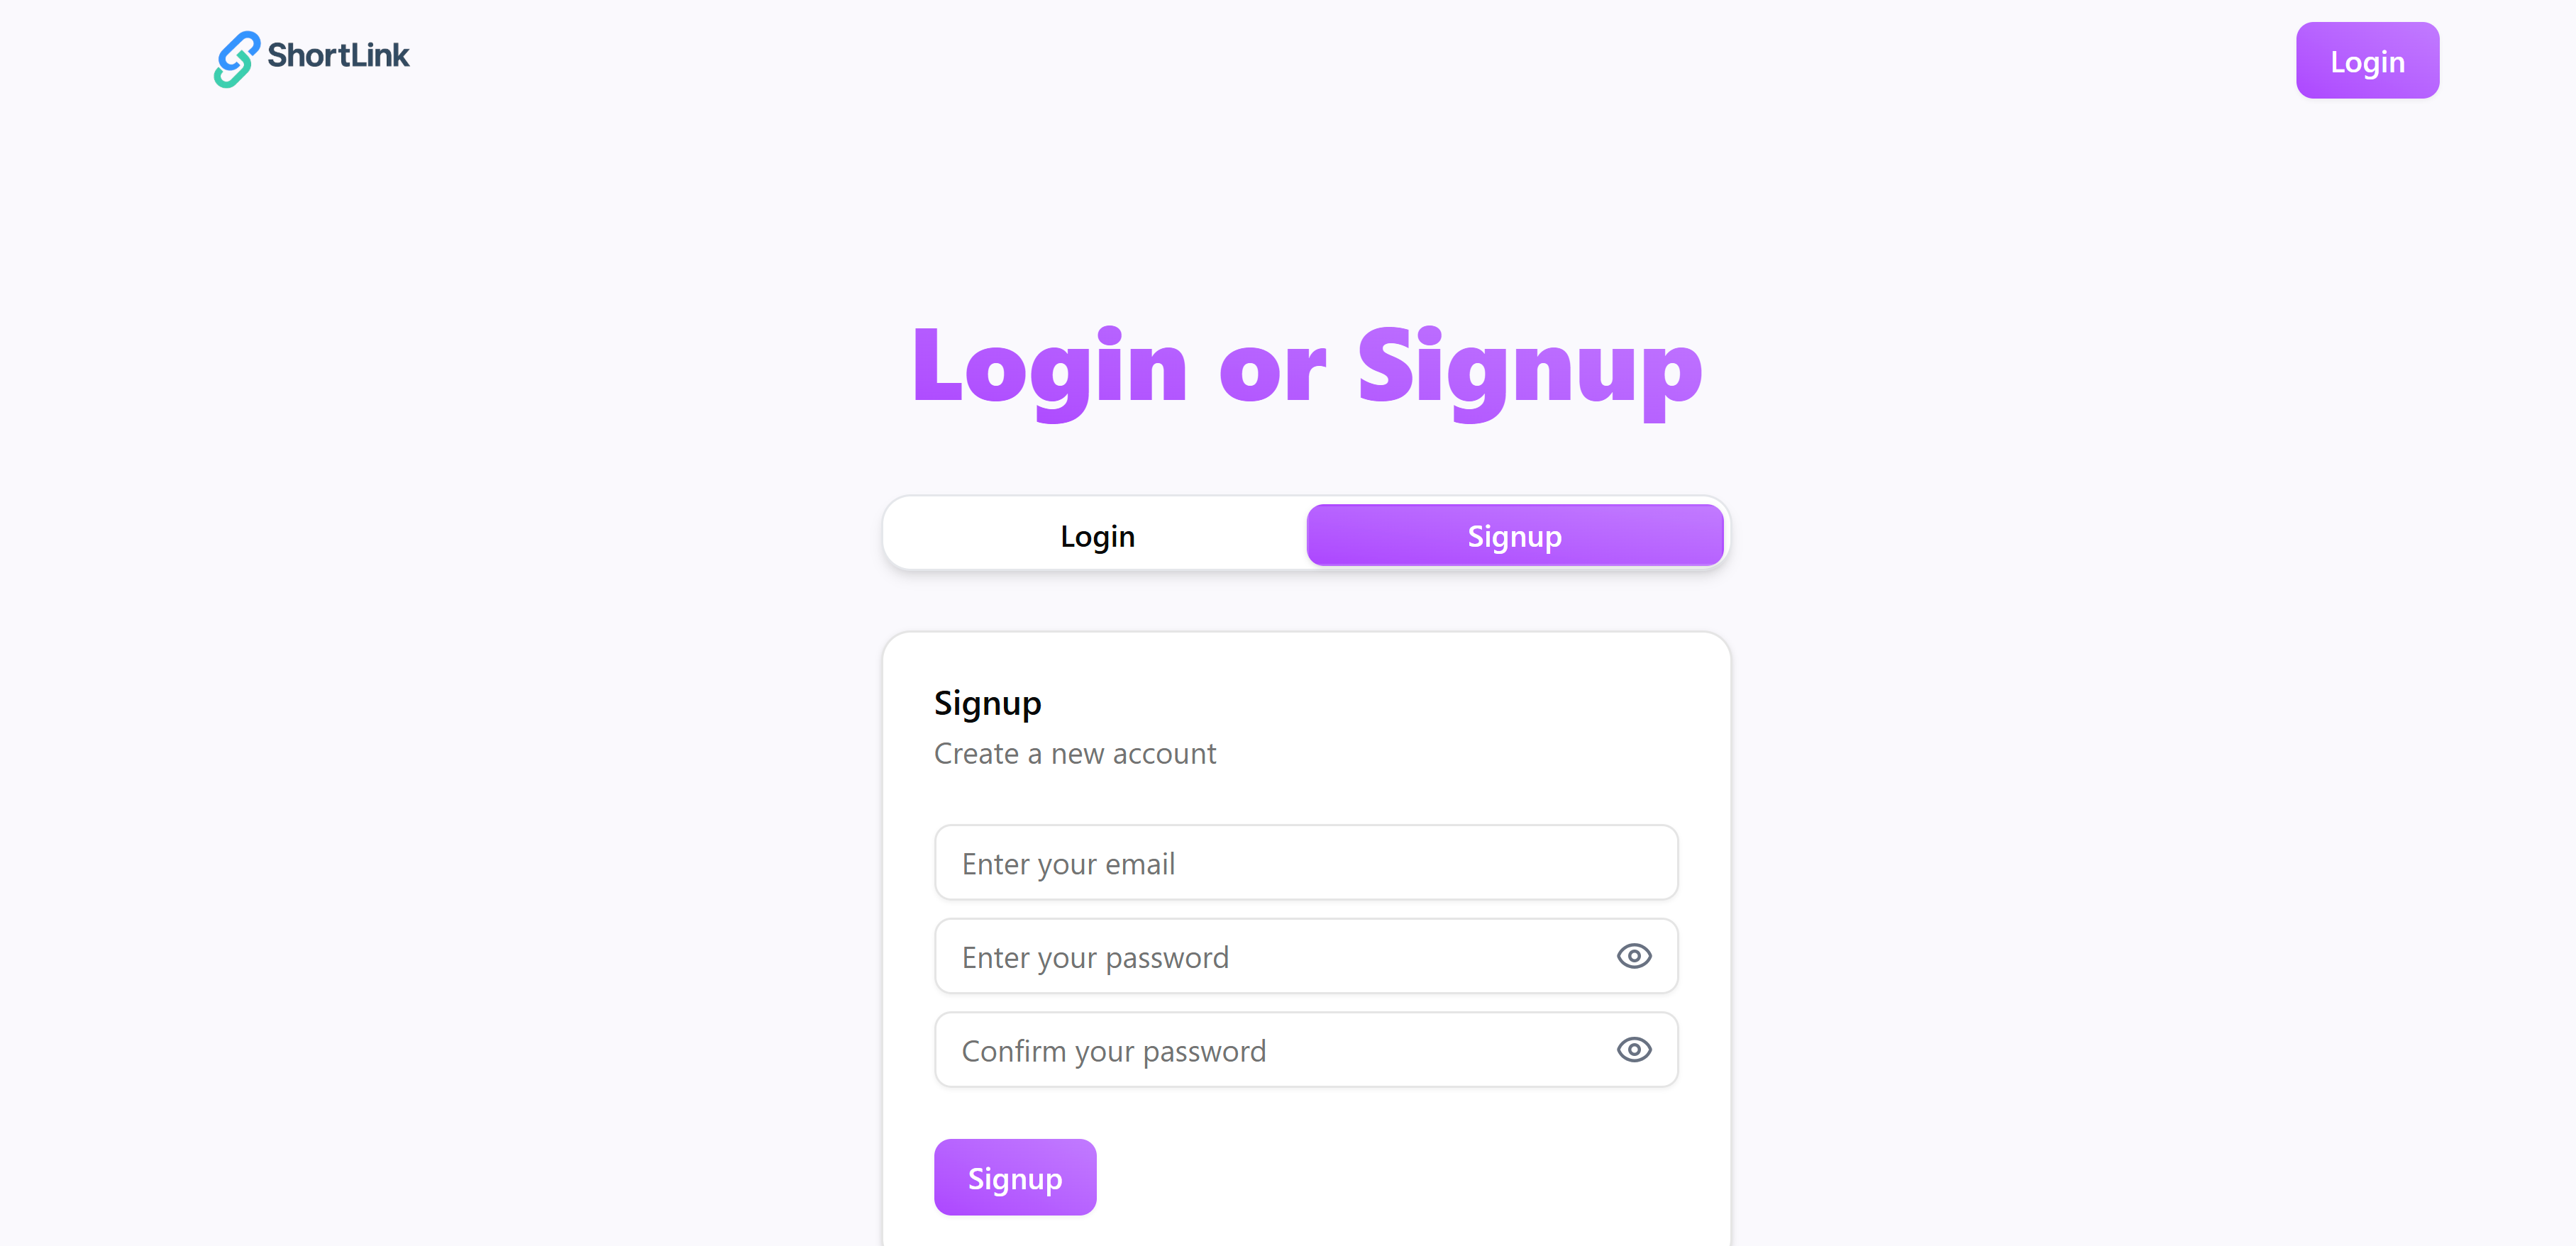 ShortLink
Login
Login or Signup
Login
Signup
Signup
Create a new account
Enter your email
Enter your password
Confirm your password
Signup